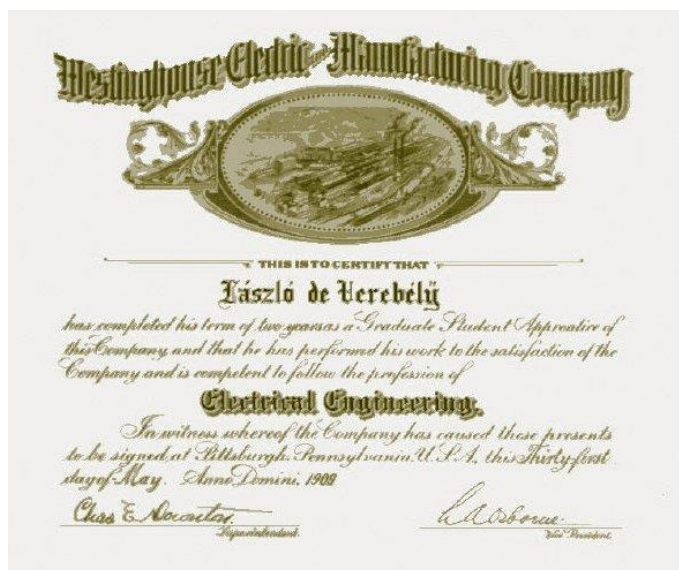 Westinghouse Electric and Manufacturing Company
THIS IS TO CERTIFY THAT
László de Verebélÿ
has completed his term of two years as a Graduate Student Apprentice of
this Company and that he has performed his work to the satisfaction of the
Company and is competent to follow the profession of
Electrical Engineering.
In witness whereof the Company has caused these presents
to be signed at Pittsburgh, Pennsylvania. U.S.A. this Thirty-first
day of May. Anno Domini, 1909
Chas E. Downton. L A Osborne.
Superintendent. Vice President.